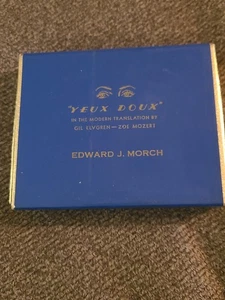 "YEUX DOUX"
IN THE MODERN TRANSLATION BY
GIL ELVGREN — ZOE MOZERT
EDWARD J. MORCH